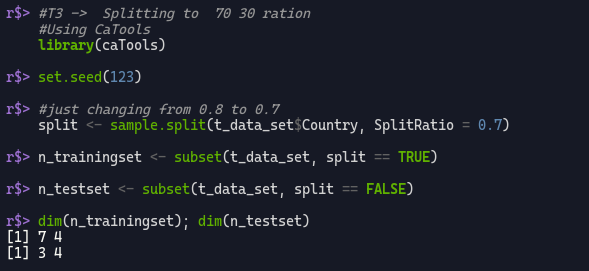 r$> #T3 -> Splitting to 70 30 ration
#Using CaTools
library(caTools)
r$> set.seed(123)
r$> #just changing from 0.8 to 0.7
split <- sample.split(t_data_set$Country, SplitRatio = 0.7)
r$> n_trainingset <- subset(t_data_set, split == TRUE)
r$> n_testset <- subset(t_data_set, split == FALSE)
r$> dim(n_trainingset); dim(n_testset)
[1] 7 4
[1] 3 4